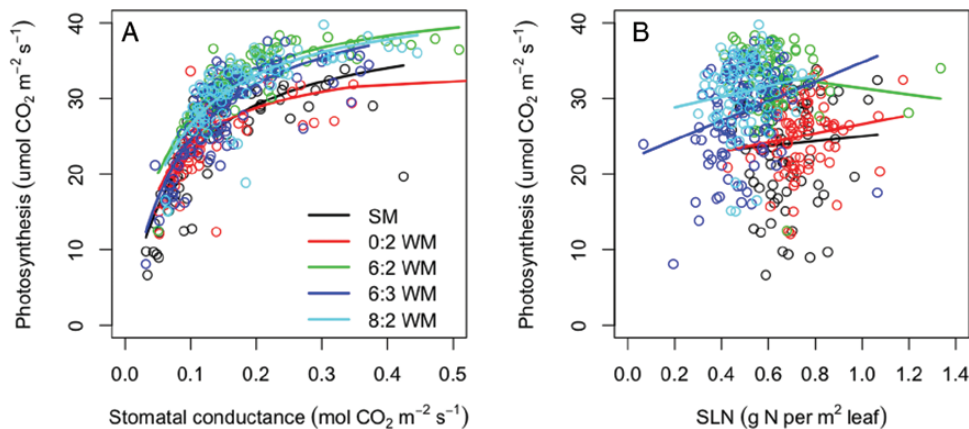 A
Photosynthesis (umol CO₂ m⁻² s⁻¹)
40
30
20
10
0
0.0 0.1 0.2 0.3 0.4 0.5
Stomatal conductance (mol CO₂ m⁻² s⁻¹)
SM
0:2 WM
6:2 WM
6:3 WM
8:2 WM
B
Photosynthesis (umol CO₂ m⁻² s⁻¹)
40
30
20
10
0
0.0 0.2 0.4 0.6 0.8 1.0 1.2 1.4
SLN (g N per m² leaf)